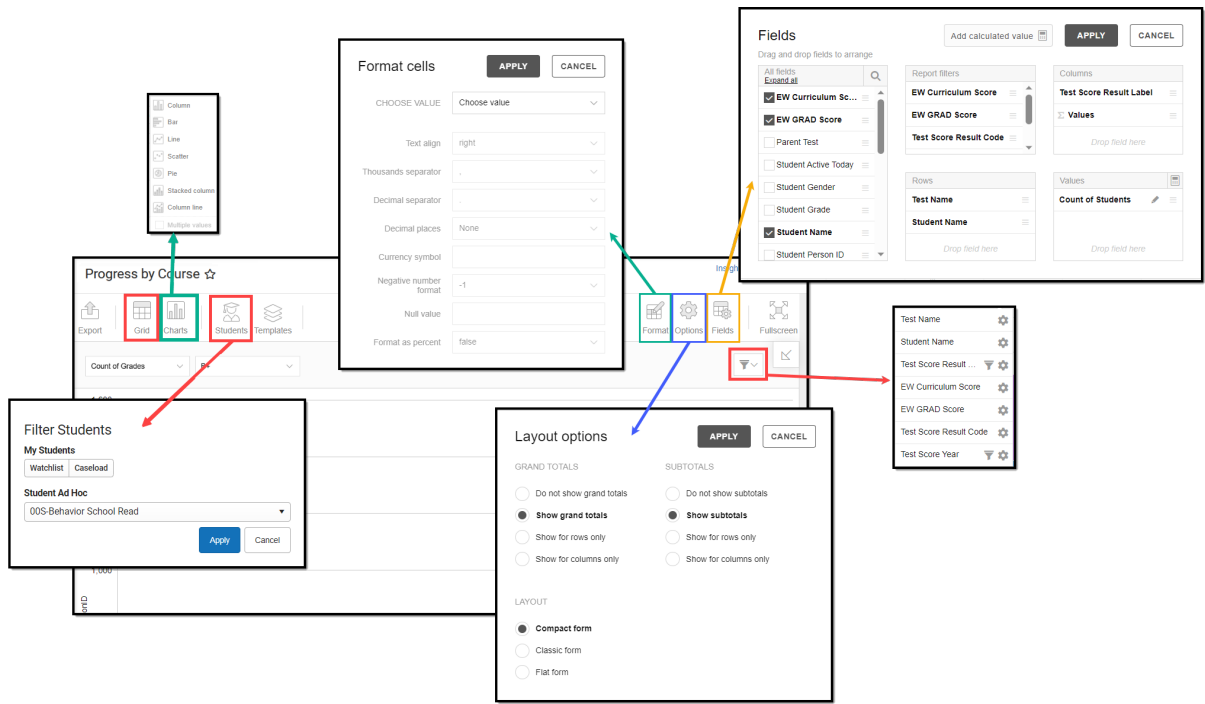 Column
Bar
Line
Scatter
Pie
Stacked column
Column line
Multiple values
Format cells
APPLY
CANCEL
CHOOSE VALUE
Choose value
Text align
right
Thousands separator
,
Decimal separator
.
Decimal places
None
Currency symbol
Negative number
format
-1
Null value
Format as percent
false
Fields
Add calculated value
APPLY
CANCEL
Drag and drop fields to arrange
All fields
Expand all
EW Curriculum Sc...
EW GRAD Score
Parent Test
Student Active Today
Student Gender
Student Grade
Student Name
Student Person ID
Report filters
EW Curriculum Score
EW GRAD Score
Test Score Result Code
Columns
Test Score Result Label
Σ Values
Drop field here
Rows
Test Name
Student Name
Drop field here
Values
Count of Students
Drop field here
Progress by Course
Insigh
Export
Grid
Charts
Students
Templates
Format
Options
Fields
Fullscreen
Count of Grades
1,000
onID
Filter Students
My Students
Watchlist
Caseload
Student Ad Hoc
00S-Behavior School Read
Apply
Cancel
Layout options
APPLY
CANCEL
GRAND TOTALS
SUBTOTALS
Do not show grand totals
Do not show subtotals
Show grand totals
Show subtotals
Show for rows only
Show for rows only
Show for columns only
Show for columns only
LAYOUT
Compact form
Classic form
Flat form
Test Name
Student Name
Test Score Result ...
EW Curriculum Score
EW GRAD Score
Test Score Result Code
Test Score Year